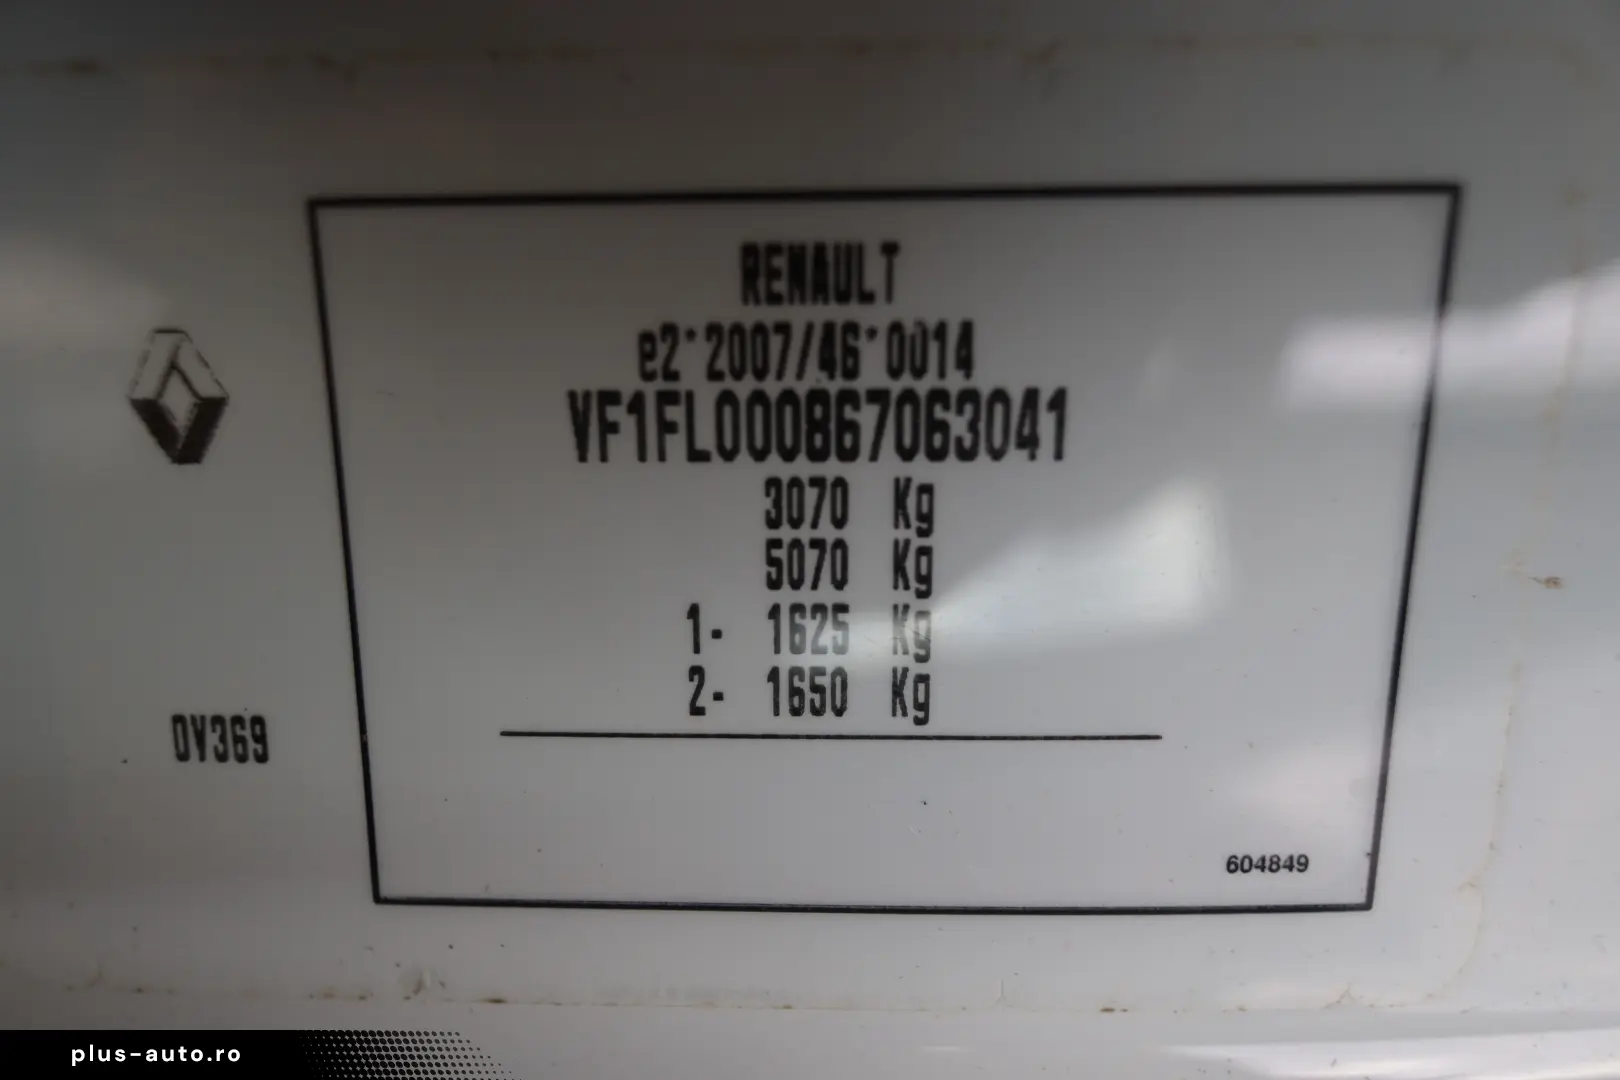 RENAULT
e2*2007/46*0014
VF1FL000867063041
3070 Kg
5070 Kg
1- 1625 Kg
2- 1650 Kg
OV369
604849
plus-auto.ro